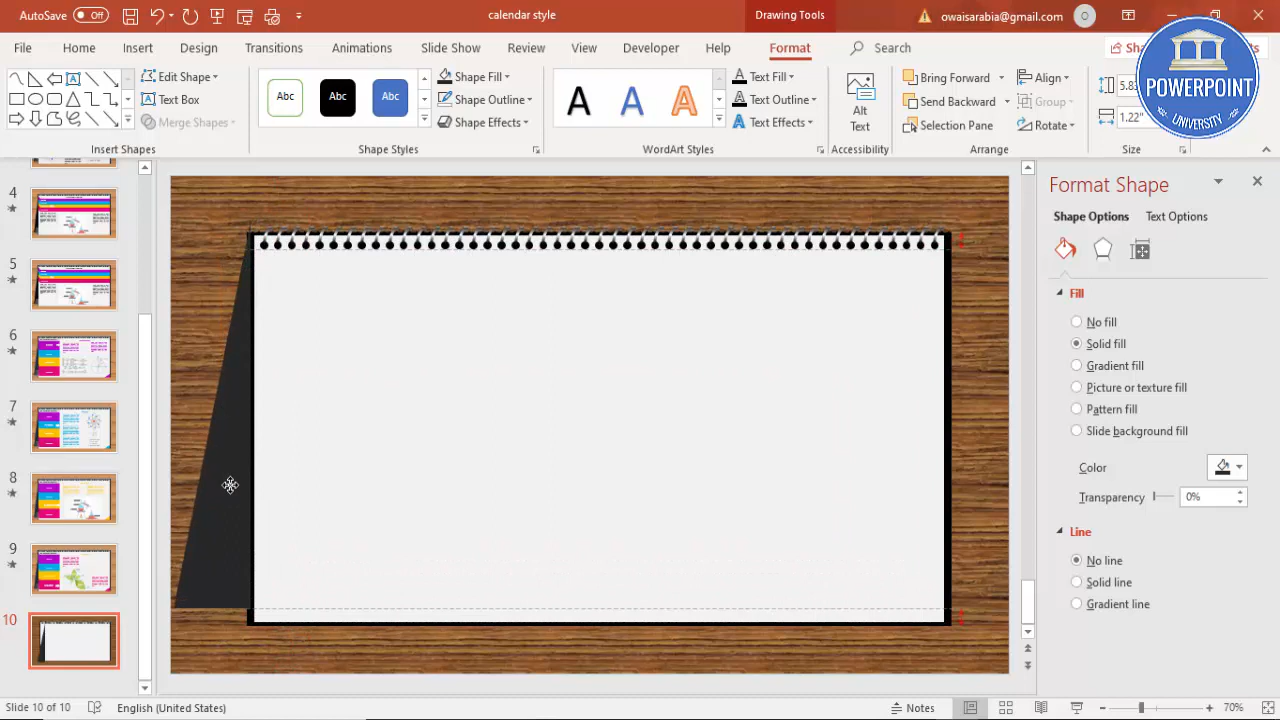 AutoSave Off
calendar style
Drawing Tools
owaisarabia@gmail.com
File Home Insert Design Transitions Animations Slide Show Review View Developer Help Format Search
POWERPOINT
UNIVERSITY
Edit Shape
Text Box
Merge Shapes
Insert Shapes
Abc Abc Abc
Shape Fill
Shape Outline
Shape Effects
Shape Styles
A A A
Text Fill
Text Outline
Text Effects
WordArt Styles
Alt
Text
Accessibility
Bring Forward
Send Backward
Selection Pane
Align
Group
Rotate
Arrange
1.22"
Size
4
5
6
7
8
9
10
Format Shape
Shape Options Text Options
Fill
No fill
Solid fill
Gradient fill
Picture or texture fill
Pattern fill
Slide background fill
Color
Transparency 0%
Line
No line
Solid line
Gradient line
Slide 10 of 10 English (United States) Notes 70%